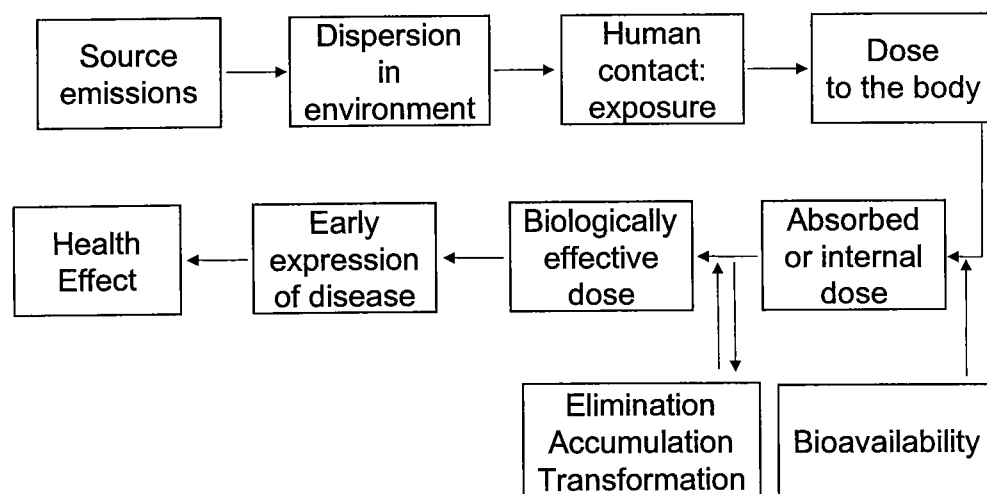 Source
emissions
Dispersion
in
environment
Human
contact:
exposure
Dose
to the body
Health
Effect
Early
expression
of disease
Biologically
effective
dose
Absorbed
or internal
dose
Elimination
Accumulation
Transformation
Bioavailability